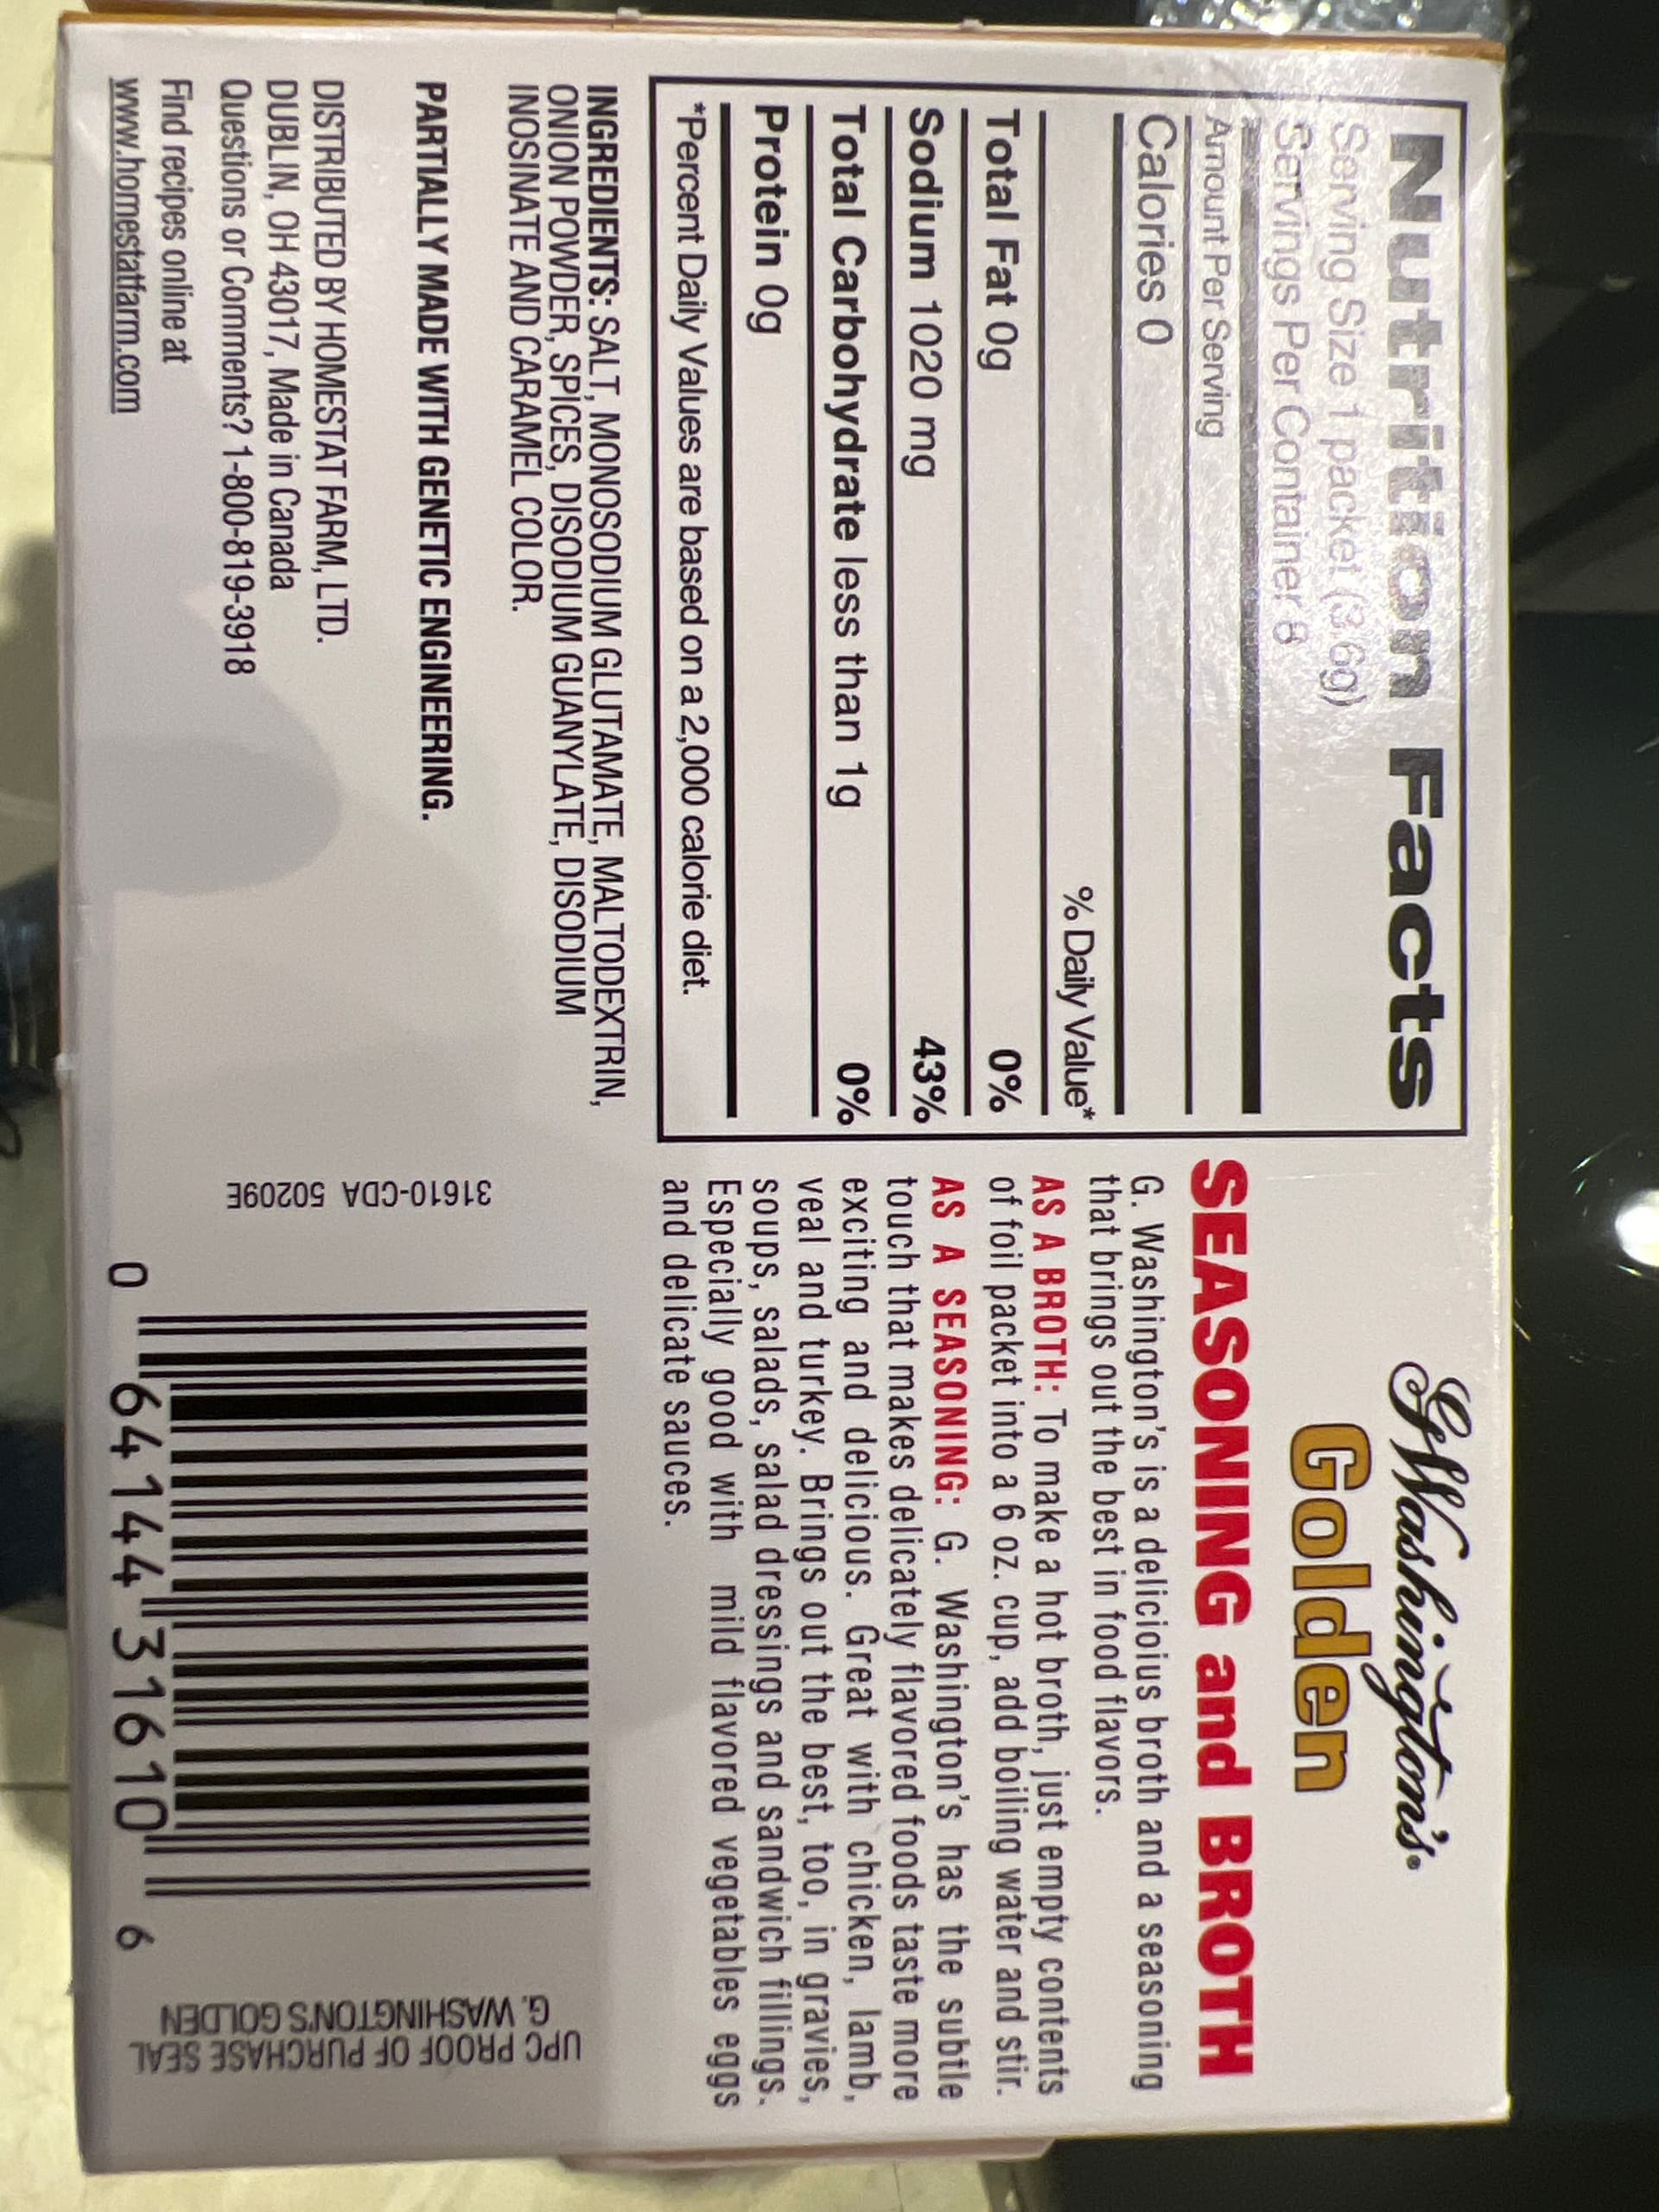 Nutrition Facts
Serving Size 1 packet (3.6g)
Servings Per Container 8
Amount Per Serving
Calories 0
% Daily Value*
Total Fat 0g 0%
Sodium 1020 mg 43%
Total Carbohydrate less than 1g 0%
Protein 0g
*Percent Daily Values are based on a 2,000 calorie diet.
INGREDIENTS: SALT, MONOSODIUM GLUTAMATE, MALTODEXTRIN,
ONION POWDER, SPICES, DISODIUM GUANYLATE, DISODIUM
INOSINATE AND CARAMEL COLOR.
PARTIALLY MADE WITH GENETIC ENGINEERING.
DISTRIBUTED BY HOMESTAT FARM, LTD.
DUBLIN, OH 43017, Made in Canada
Questions or Comments? 1-800-819-3918
Find recipes online at
www.homestatfarm.com
G Washington's
Golden
SEASONING and BROTH
G. Washington's is a delicioius broth and a seasoning
that brings out the best in food flavors.
AS A BROTH: To make a hot broth, just empty contents
of foil packet into a 6 oz. cup, add boiling water and stir.
AS A SEASONING: G. Washington's has the subtle
touch that makes delicately flavored foods taste more
exciting and delicious. Great with chicken, lamb,
veal and turkey. Brings out the best, too, in gravies,
soups, salads, salad dressings and sandwich fillings.
Especially good with mild flavored vegetables eggs
and delicate sauces.
31610-CDA 50209E
0 64144 31610 6
UPC PROOF OF PURCHASE SEAL
G. WASHINGTON'S GOLDEN